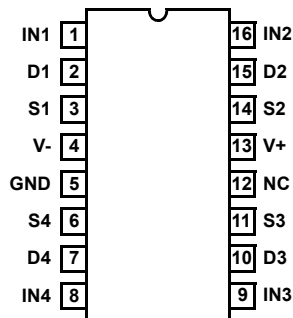 IN1 1 16 IN2
D1 2 15 D2
S1 3 14 S2
V- 4 13 V+
GND 5 12 NC
S4 6 11 S3
D4 7 10 D3
IN4 8 9 IN3